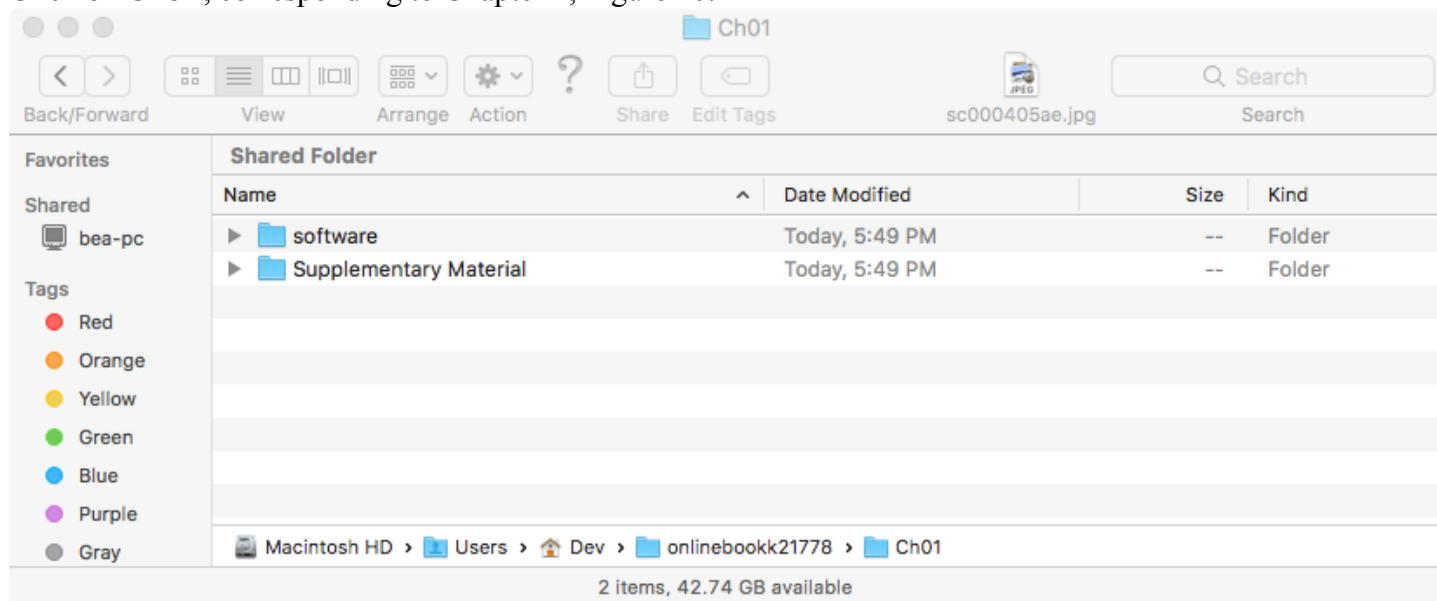 Ch01
JPEG
Search
Back/Forward View Arrange Action Share Edit Tags sc000405ae.jpg Search
Favorites Shared Folder
Name Date Modified Size Kind
Shared
bea-pc software Today, 5:49 PM -- Folder
Supplementary Material Today, 5:49 PM -- Folder
Tags
Red
Orange
Yellow
Green
Blue
Purple
Gray Macintosh HD › Users › Dev › onlinebookk21778 › Ch01
2 items, 42.74 GB available